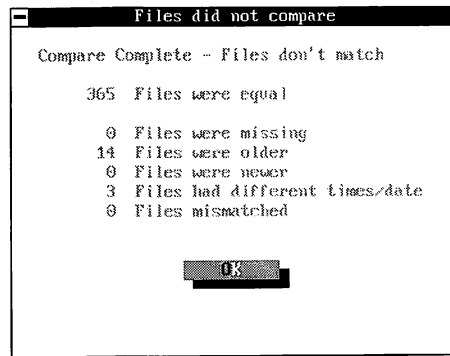 Files did not compare
Compare Complete - Files don't match
365 Files were equal
0 Files were missing
14 Files were older
0 Files were newer
3 Files had different times/date
0 Files mismatched
OK